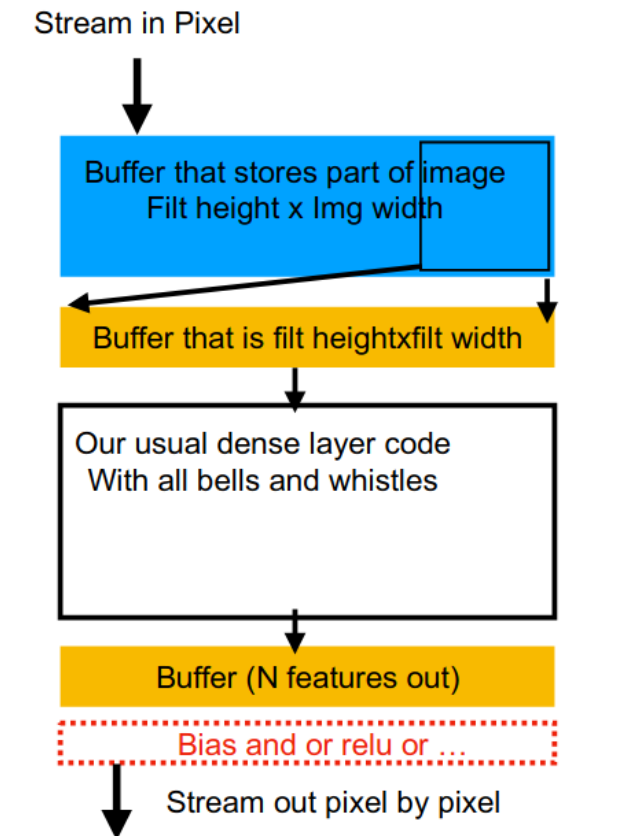 Stream in Pixel
Buffer that stores part of image
Filt height x Img width
Buffer that is filt heightxfilt width
Our usual dense layer code
With all bells and whistles
Buffer (N features out)
Bias and or relu or ...
Stream out pixel by pixel